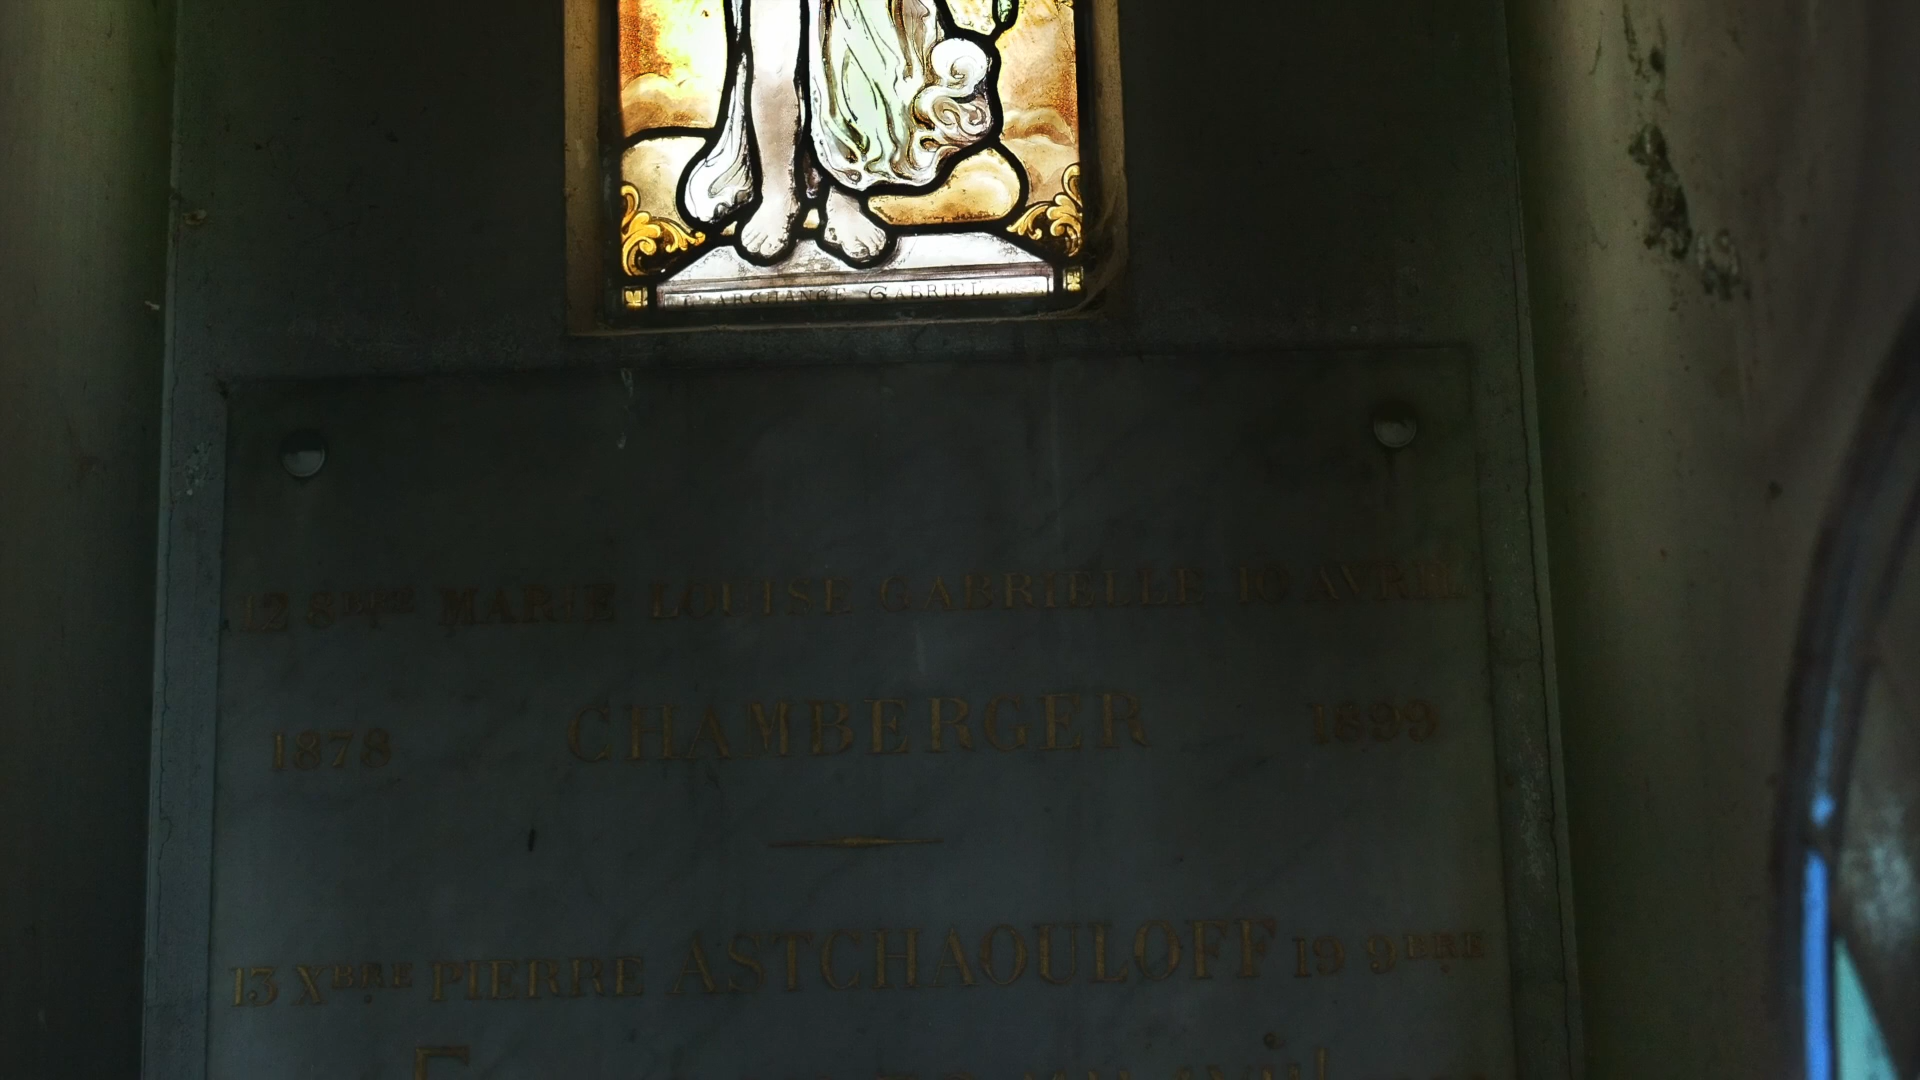 L'ARCHANGE GABRIEL
12 8BRE MARIE LOUISE GABRIELLE 10 AVRIL
1878 CHAMBERGER 1899
13 XBRE PIERRE ASTCHAOULOFF 19 9BRE